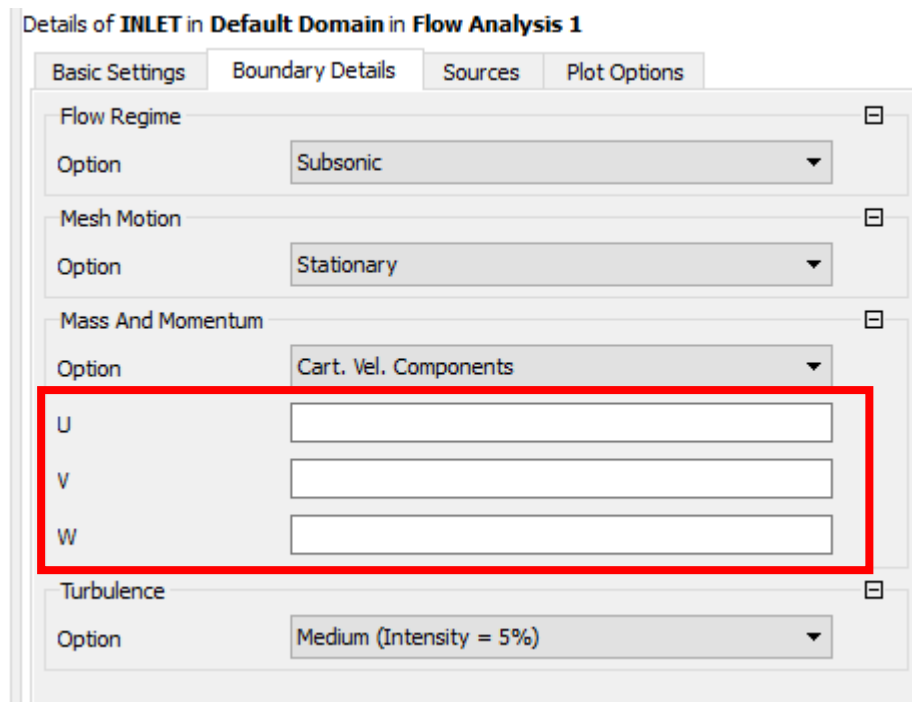 Details of INLET in Default Domain in Flow Analysis 1
Basic Settings Boundary Details Sources Plot Options
Flow Regime
Option Subsonic
Mesh Motion
Option Stationary
Mass And Momentum
Option Cart. Vel. Components
U
V
W
Turbulence
Option Medium (Intensity = 5%)